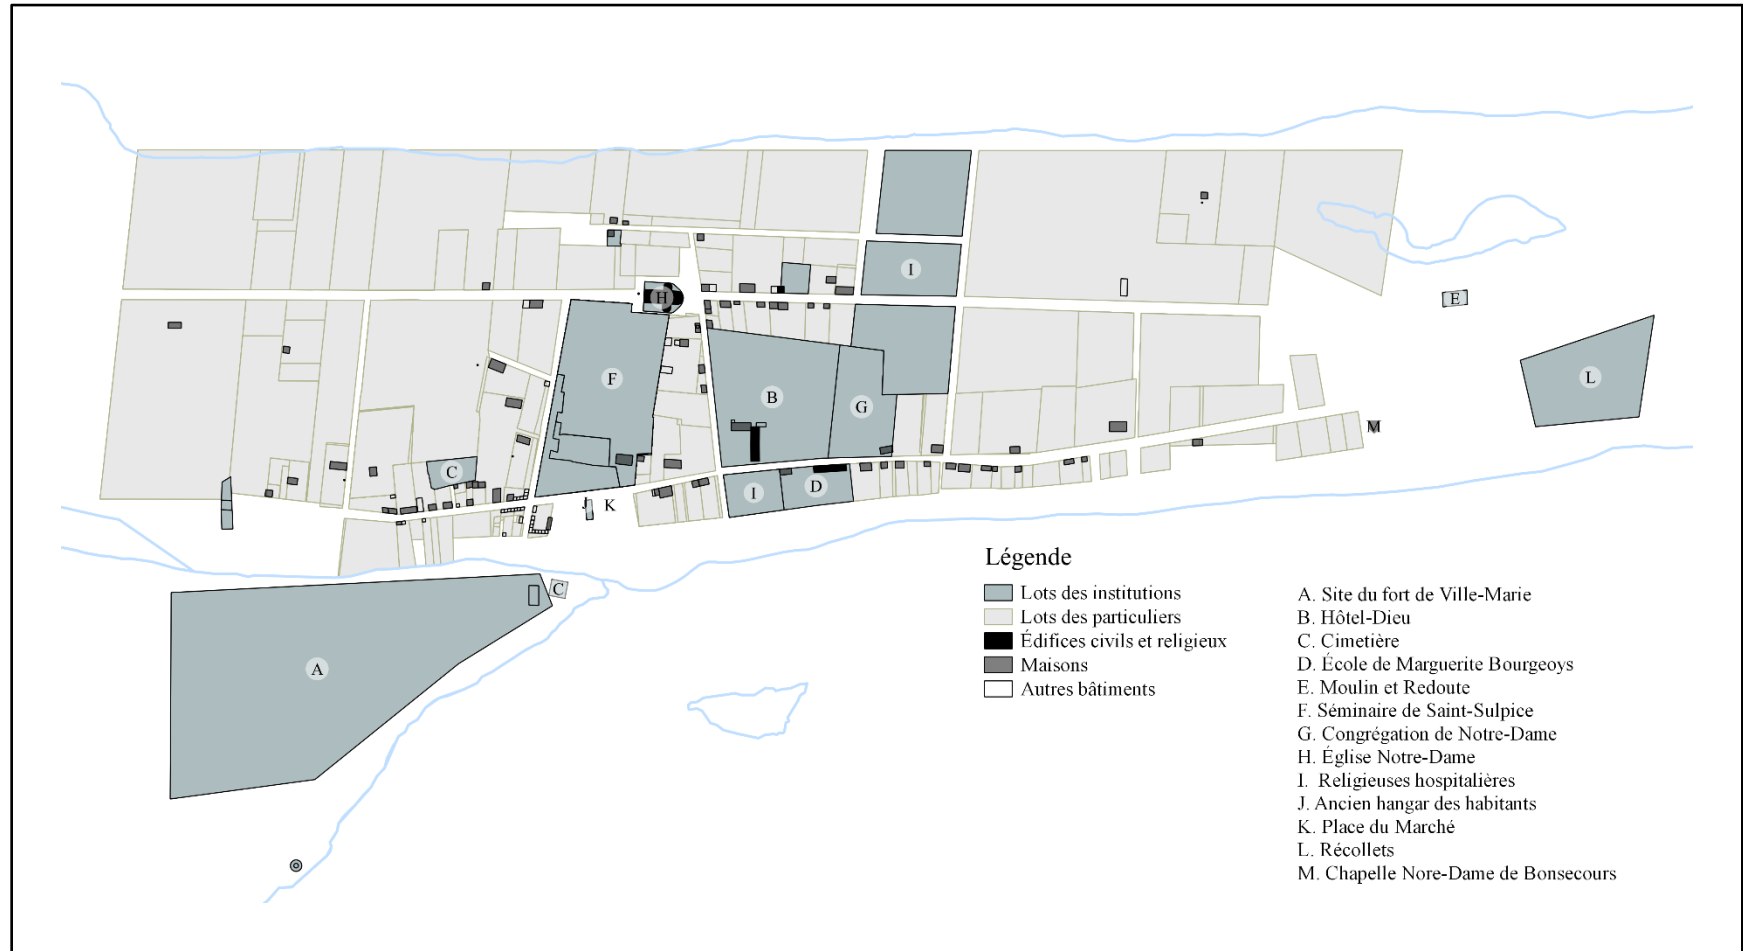 H
I
E
F
L
B
G
M
C
I
D
J
K
C
A
Légende
Lots des institutions
Lots des particuliers
Édifices civils et religieux
Maisons
Autres bâtiments
A. Site du fort de Ville-Marie
B. Hôtel-Dieu
C. Cimetière
D. École de Marguerite Bourgeoys
E. Moulin et Redoute
F. Séminaire de Saint-Sulpice
G. Congrégation de Notre-Dame
H. Église Notre-Dame
I. Religieuses hospitalières
J. Ancien hangar des habitants
K. Place du Marché
L. Récollets
M. Chapelle Nore-Dame de Bonsecours